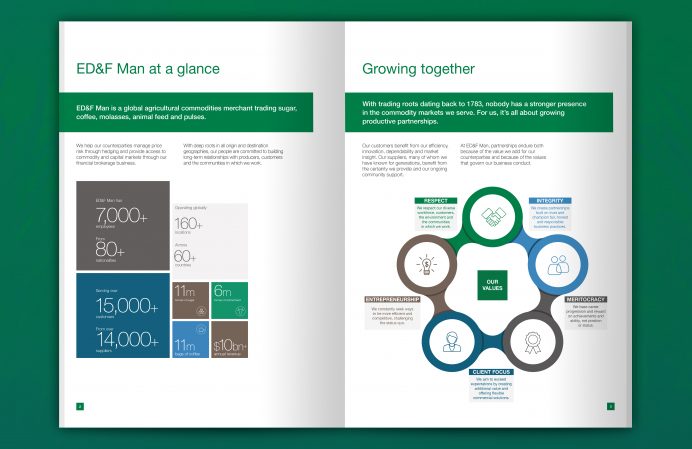 ED&F Man at a glance
ED&F Man is a global agricultural commodities merchant trading sugar,
coffee, molasses, animal feed and pulses.
We help our counterparties manage price
risk through hedging and provide access to
commodity and capital markets through our
financial brokerage business.
With deep roots at origin and destination
geographies, our people are committed to building
long-term relationships with producers, customers
and the communities in which we work.
ED&F Man has
7,000+
employees
From
80+
nationalities
Operating globally
160+
locations
Across
60+
countries
Serving over
15,000+
customers
From over
14,000+
suppliers
11m
6m
11m
bags of coffee
$10bn+
annual revenue
2
Growing together
With trading roots dating back to 1783, nobody has a stronger presence
in the commodity markets we serve. For us, it's all about growing
productive partnerships.
Our customers benefit from our efficiency,
innovation, dependability and market
insight. Our suppliers, many of whom we
have known for generations, benefit from
the certainty we provide and our ongoing
community support.
At ED&F Man, partnerships endure both
because of the value we add for our
counterparties and because of the values
that govern our business conduct.
RESPECT
We respect our diverse
workforce, customers,
the environment and
the communities
in which we work.
INTEGRITY
We create partnerships
built on trust and
champion fair, honest
and responsible
business practices.
OUR
VALUES
ENTREPRENEURSHIP
We constantly seek ways
to be more efficient and
competitive, challenging
the status quo.
MERITOCRACY
We base career
progression and reward
on achievements and
ability, not position
or status.
CLIENT FOCUS
We aim to exceed
expectations by creating
additional value and
offering flexible
commercial solutions.
3